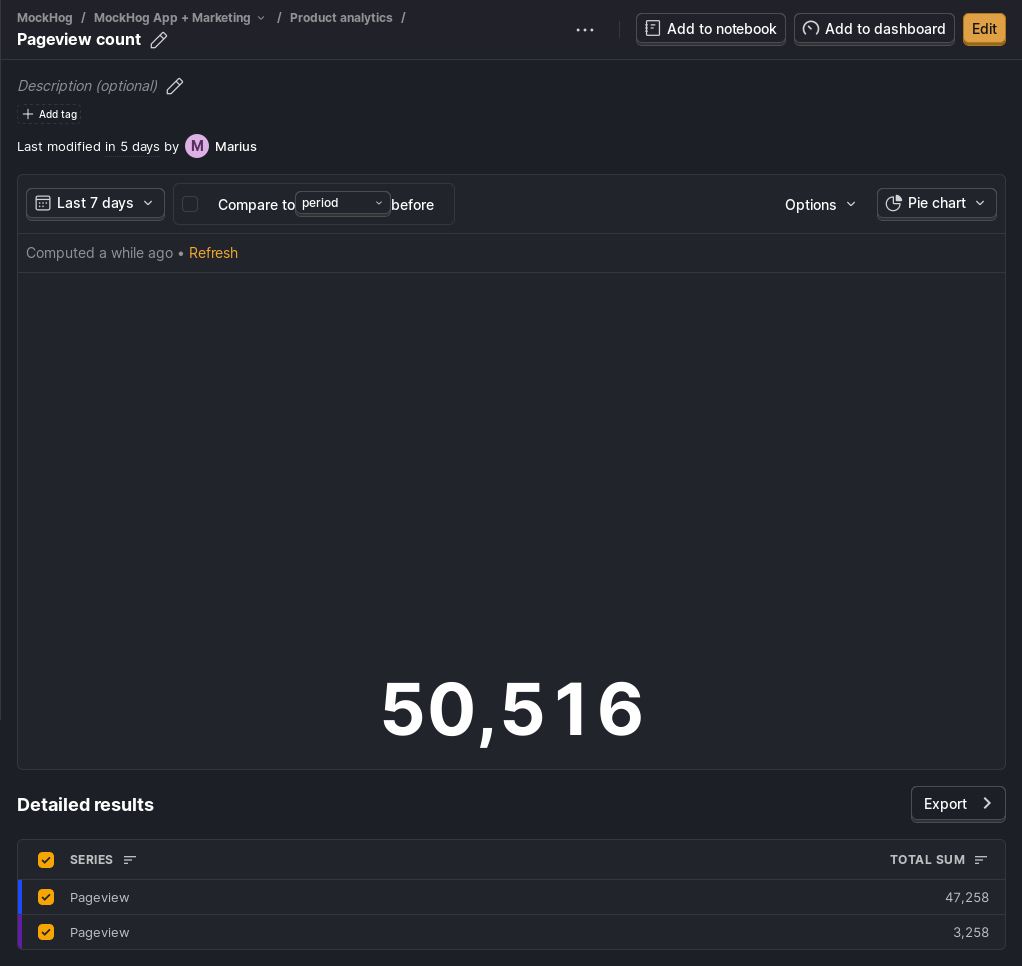 MockHog / MockHog App + Marketing / Product analytics /
Pageview count
Add to notebook
Add to dashboard
Edit
Description (optional)
Add tag
Last modified in 5 days by M Marius
Last 7 days
Compare to period before
Options
Pie chart
Computed a while ago • Refresh
50,516
Detailed results
Export
SERIES TOTAL SUM
Pageview 47,258
Pageview 3,258